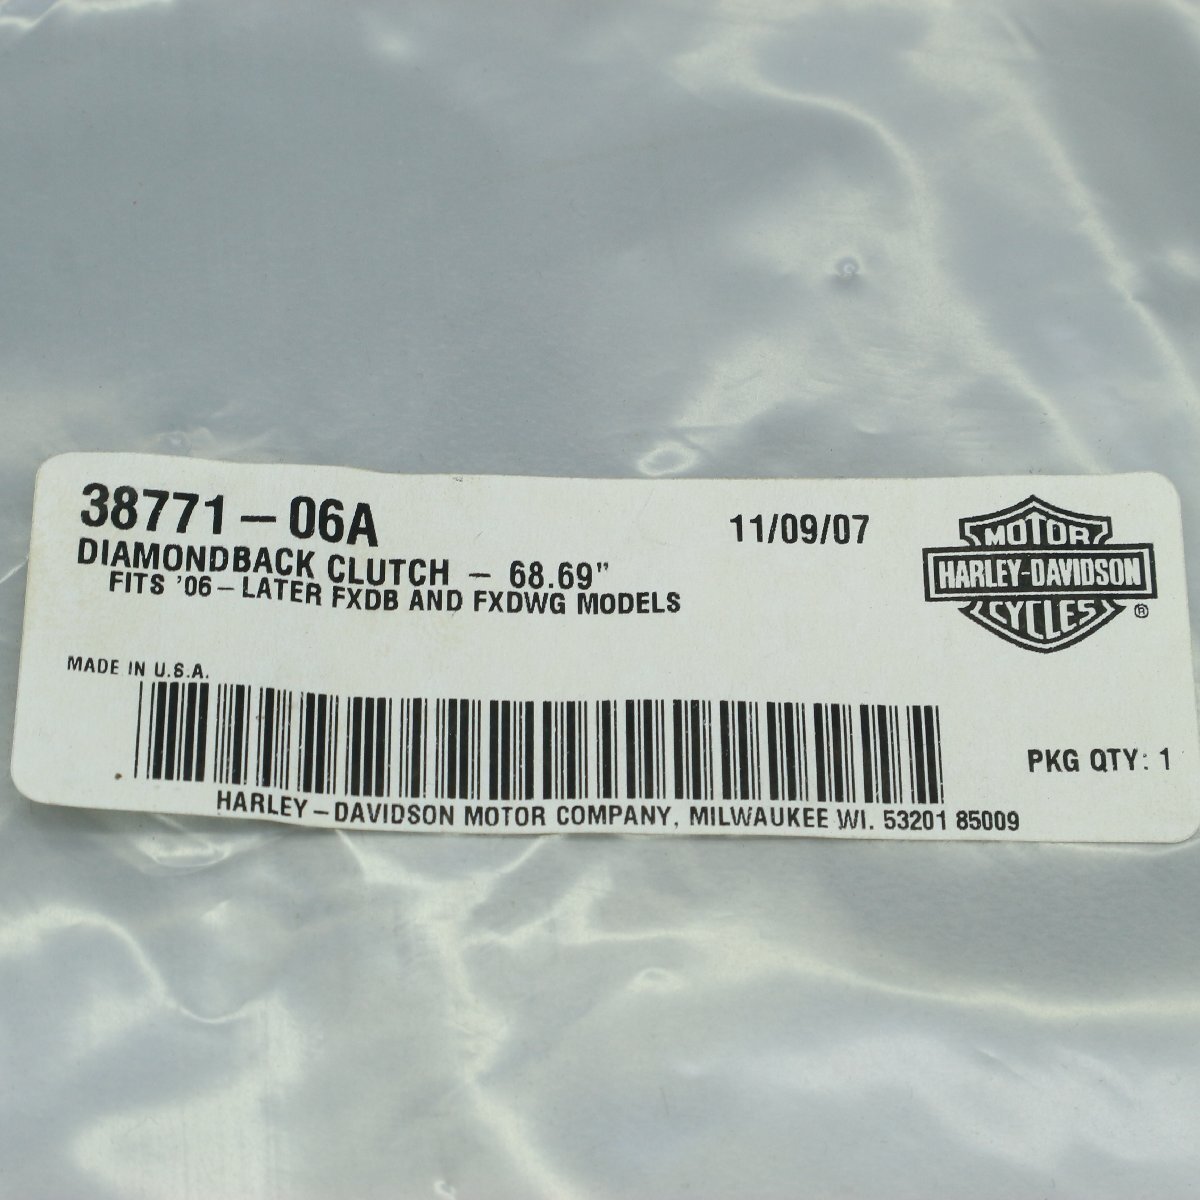 38771-06A
11/09/07
DIAMONDBACK CLUTCH - 68.69"
FITS '06-LATER FXDB AND FXDWG MODELS
MOTOR
HARLEY-DAVIDSON
CYCLES
®
MADE IN U.S.A.
PKG QTY: 1
HARLEY-DAVIDSON MOTOR COMPANY, MILWAUKEE WI. 53201 85009